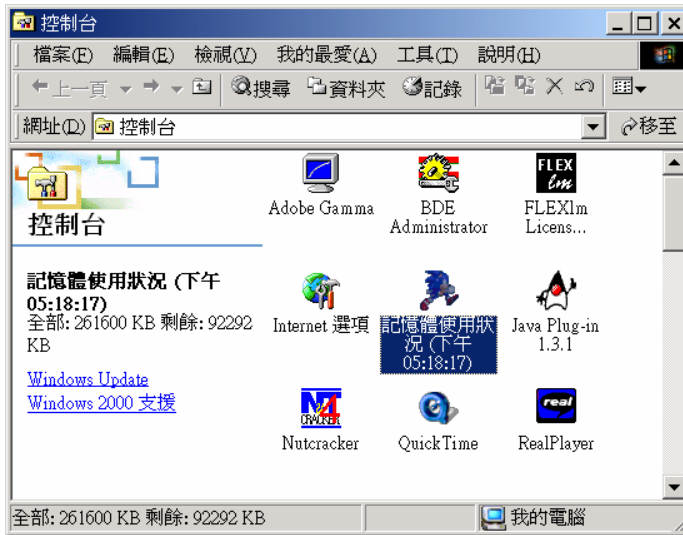 控制台
檔案(F) 編輯(E) 檢視(V) 我的最愛(A) 工具(T) 說明(H)
上一頁 搜尋 資料夾 記錄
網址(D) 控制台 移至
控制台
記憶體使用狀況 (下午
05:18:17)
全部: 261600 KB 剩餘: 92292
KB
Windows Update
Windows 2000 支援
Adobe Gamma
BDE
Administrator
FLEX
lm
FLEXlm
Licens...
Internet 選項
記憶體使用狀
況 (下午
05:18:17)
Java Plug-in
1.3.1
N4
CRACKER
Nutcracker
QuickTime
real
RealPlayer
全部: 261600 KB 剩餘: 92292 KB
我的電腦